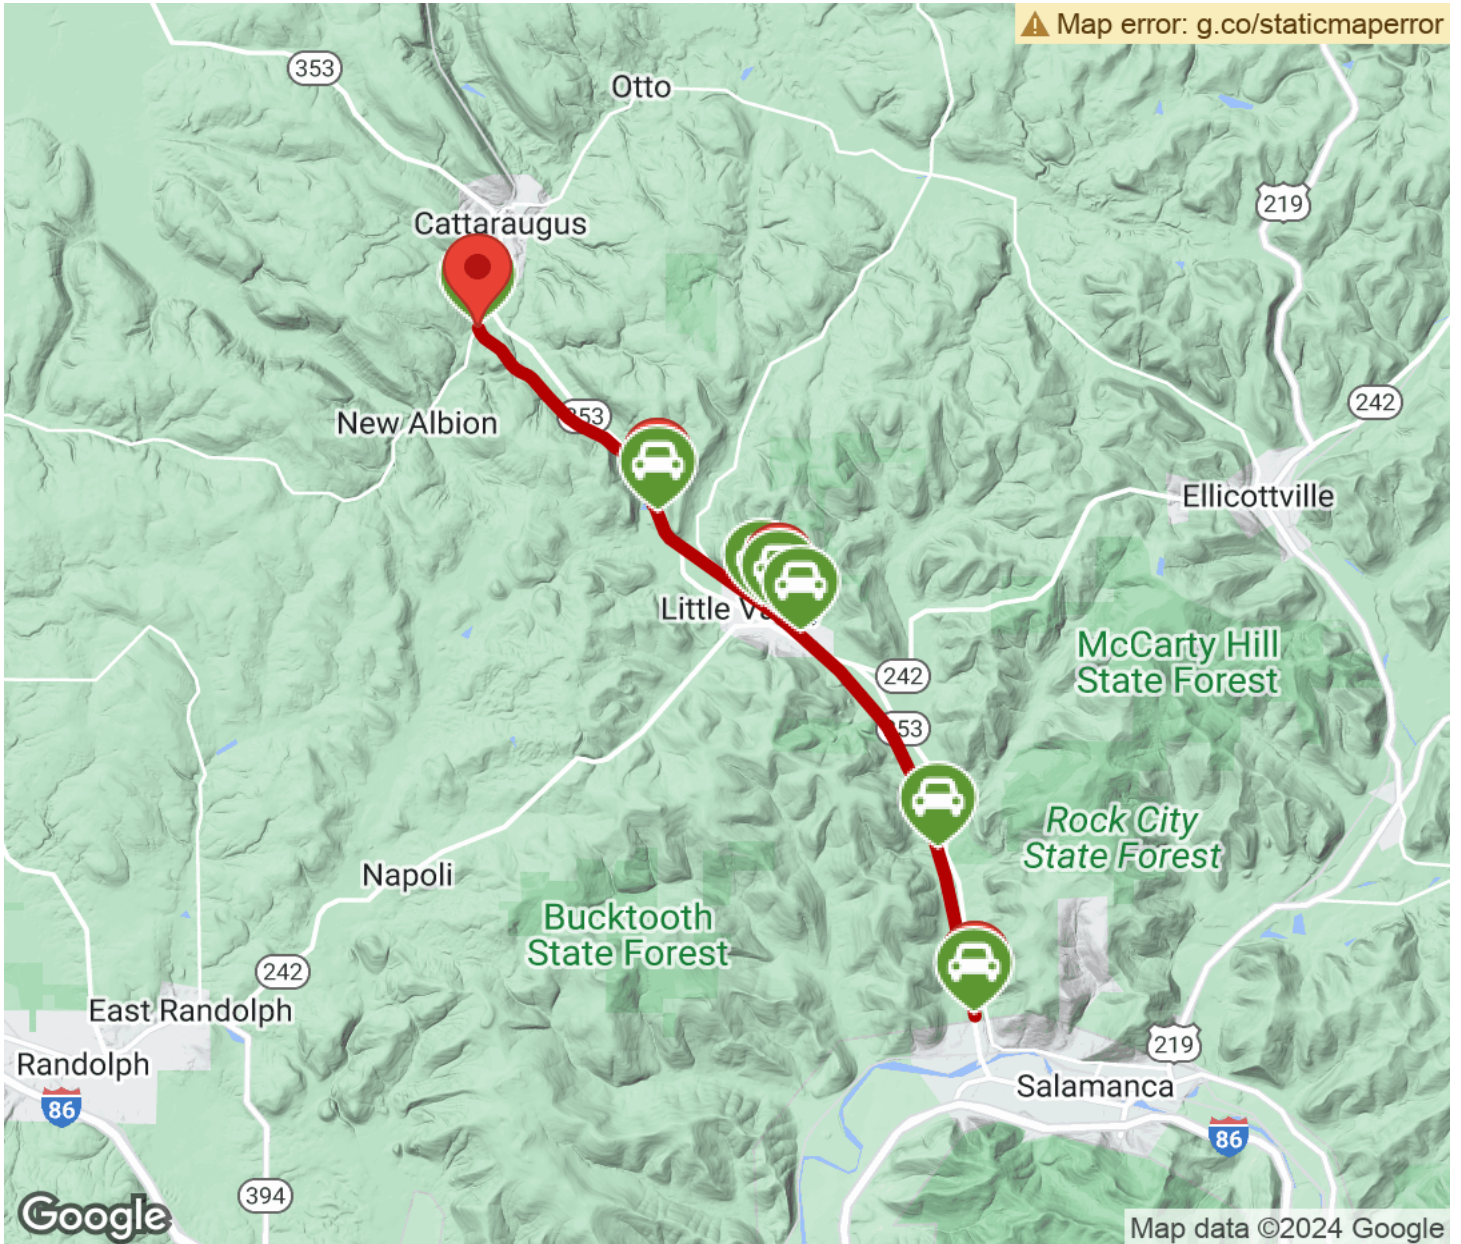 Map error: g.co/staticmaperror
353
Otto
219
Cattaraugus
242
353
New Albion
Ellicottville
Little
McCarty Hill
State Forest
242
353
Rock City
State Forest
Napoli
Bucktooth
State Forest
242
East Randolph
219
Randolph
Salamanca
86
86
394
Google
Map data ©2024 Google